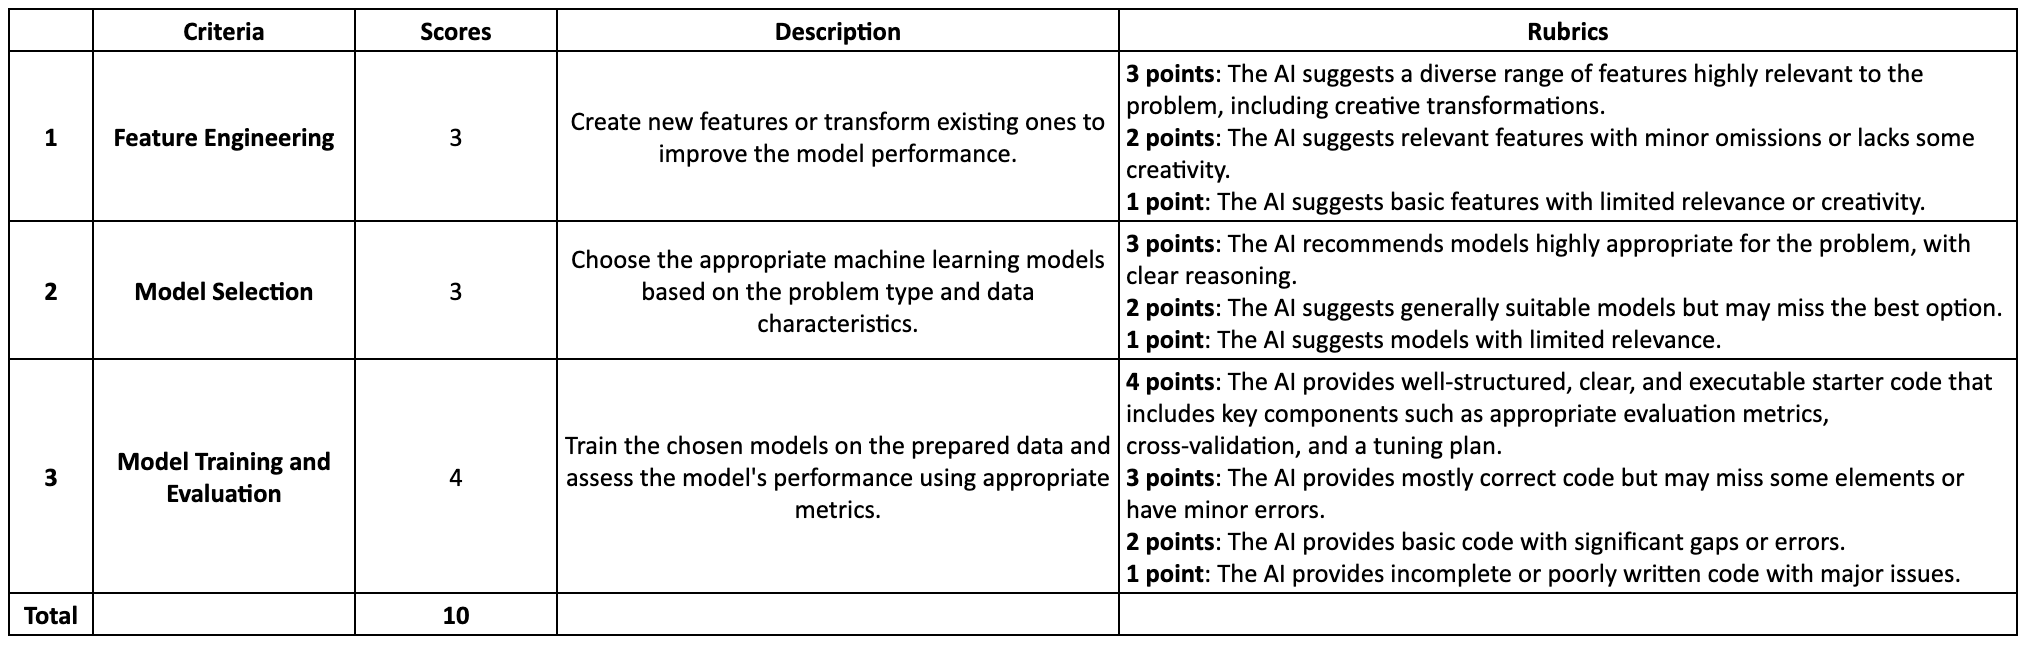 Criteria Scores Description Rubrics
1
Feature Engineering
3
Create new features or transform existing ones to
improve the model performance.
3 points: The AI suggests a diverse range of features highly relevant to the
problem, including creative transformations.
2 points: The AI suggests relevant features with minor omissions or lacks some
creativity.
1 point: The AI suggests basic features with limited relevance or creativity.
2
Model Selection
3
Choose the appropriate machine learning models
based on the problem type and data
characteristics.
3 points: The AI recommends models highly appropriate for the problem, with
clear reasoning.
2 points: The AI suggests generally suitable models but may miss the best option.
1 point: The AI suggests models with limited relevance.
3
Model Training and
Evaluation
4
Train the chosen models on the prepared data and
assess the model's performance using appropriate
metrics.
4 points: The AI provides well-structured, clear, and executable starter code that
includes key components such as appropriate evaluation metrics,
cross-validation, and a tuning plan.
3 points: The AI provides mostly correct code but may miss some elements or
have minor errors.
2 points: The AI provides basic code with significant gaps or errors.
1 point: The AI provides incomplete or poorly written code with major issues.
Total 10